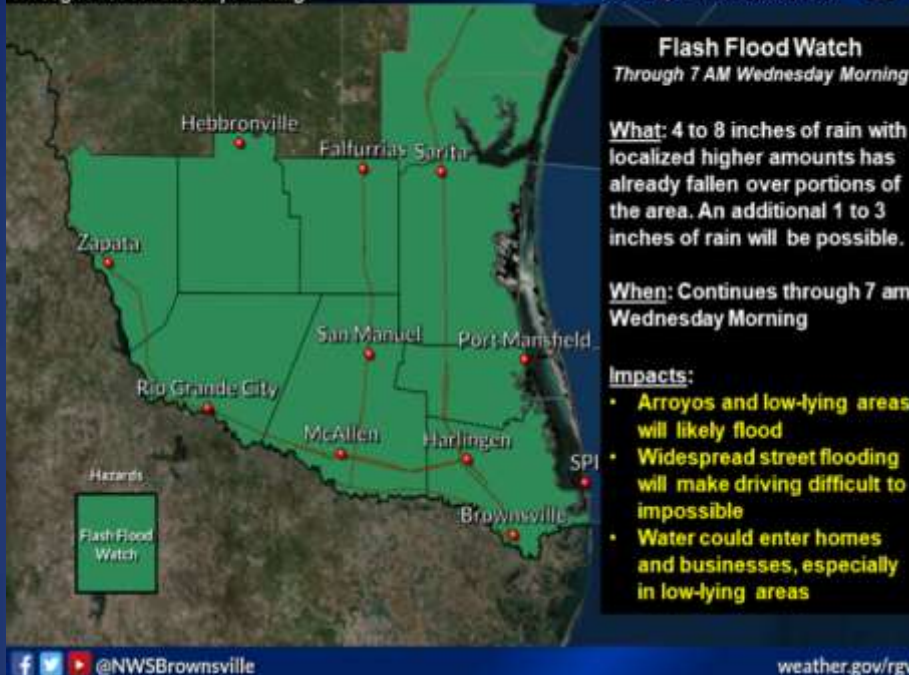 Flash Flood Watch
Through 7 AM Wednesday Morning
What: 4 to 8 inches of rain with
localized higher amounts has
already fallen over portions of
the area. An additional 1 to 3
inches of rain will be possible.
When: Continues through 7 am
Wednesday Morning
Impacts:
• Arroyos and low-lying areas
will likely flood
• Widespread street flooding
will make driving difficult to
impossible
• Water could enter homes
and businesses, especially
in low-lying areas
Hebbronville
Falfurrias Sarita
Zapata
San Manuel
Port Mansfield
Rio Grande City
McAllen
Harlingen
SPI
Brownsville
Hazards
Flash Flood
Watch
@NWSBrownsville
weather.gov/rgv